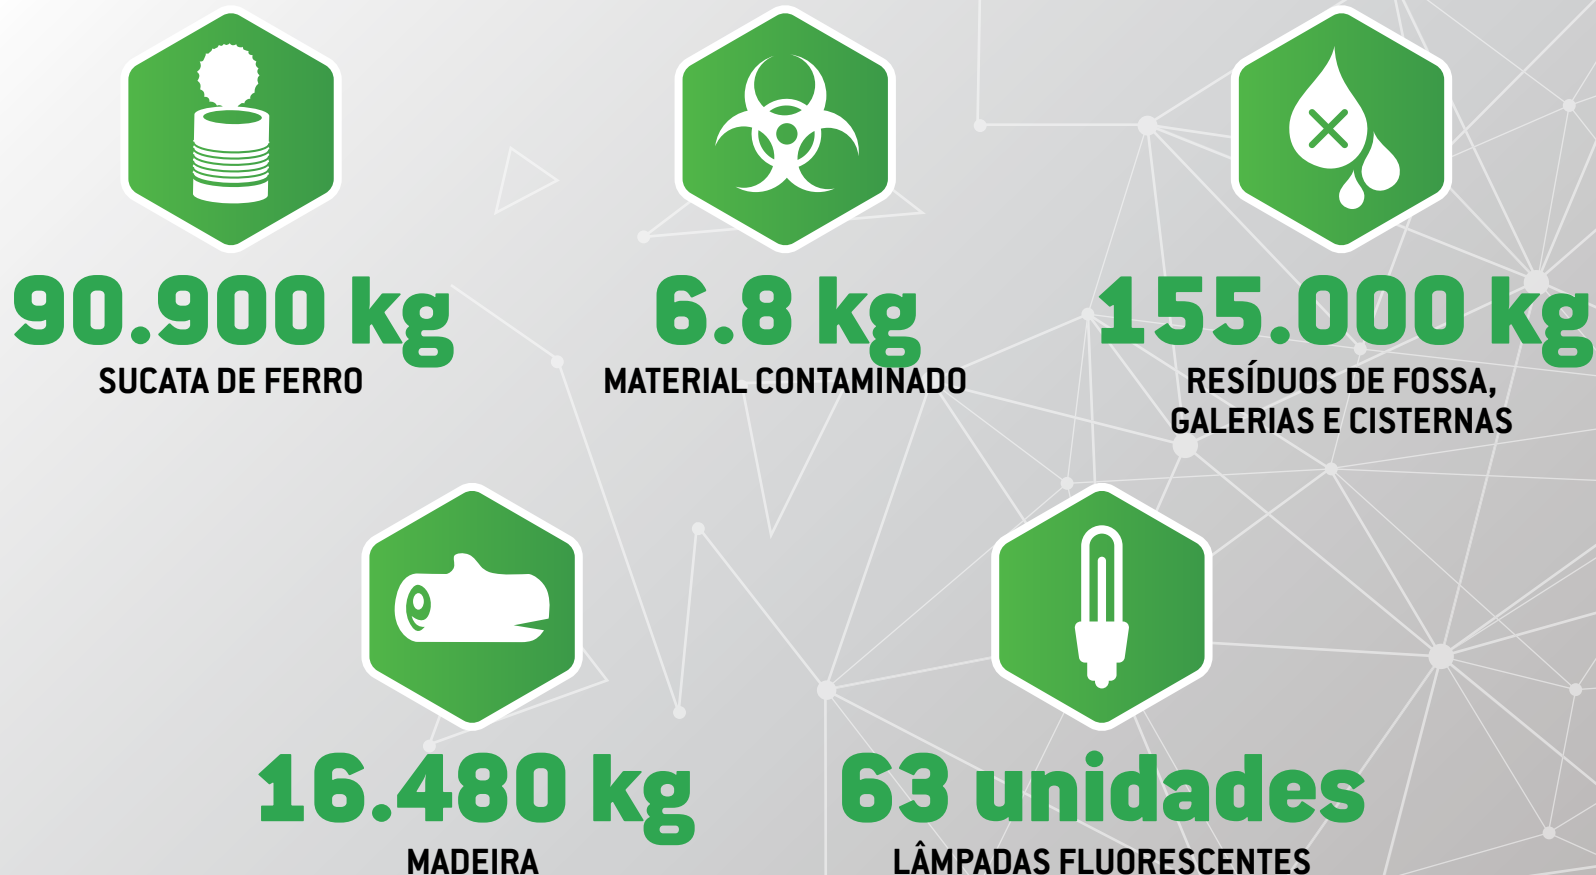 90.900 kg
SUCATA DE FERRO
6.8 kg
MATERIAL CONTAMINADO
155.000 kg
RESÍDUOS DE FOSSA,
GALERIAS E CISTERNAS
16.480 kg
MADEIRA
63 unidades
LÂMPADAS FLUORESCENTES